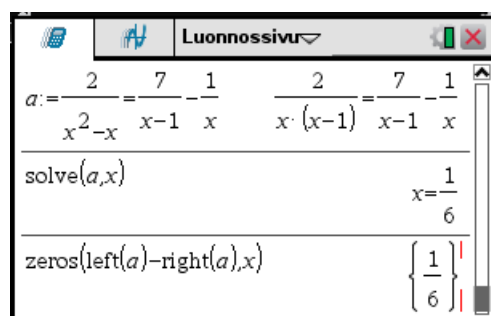 Luonnossivu
a:=2/(x^2-x)=7/(x-1)-1/x    2/(x·(x-1))=7/(x-1)-1/x
solve(a,x)    x=1/6
zeros(left(a)-right(a),x)    {1/6}